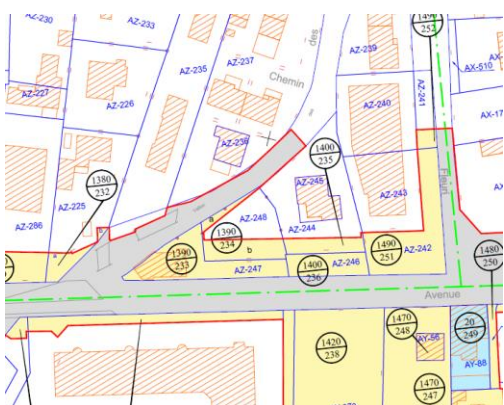 AZ-230
AZ-233
1490
252
AZ-235
AZ-237
des
AZ-239
AX-510
Chemin
AZ-227
AZ-226
AZ-240
AZ-241
AX-17
AZ-236
1400
235
1380
232
AZ-245
AZ-243
AZ-225
AZ-286
a
AZ-248
AZ-244
1390
234
b
1390
233
AZ-247
1400
236
AZ-246
1490
251
AZ-242
1480
250
Avenue
1470
248
AY-56
20
249
1420
238
AY-88
1470
247